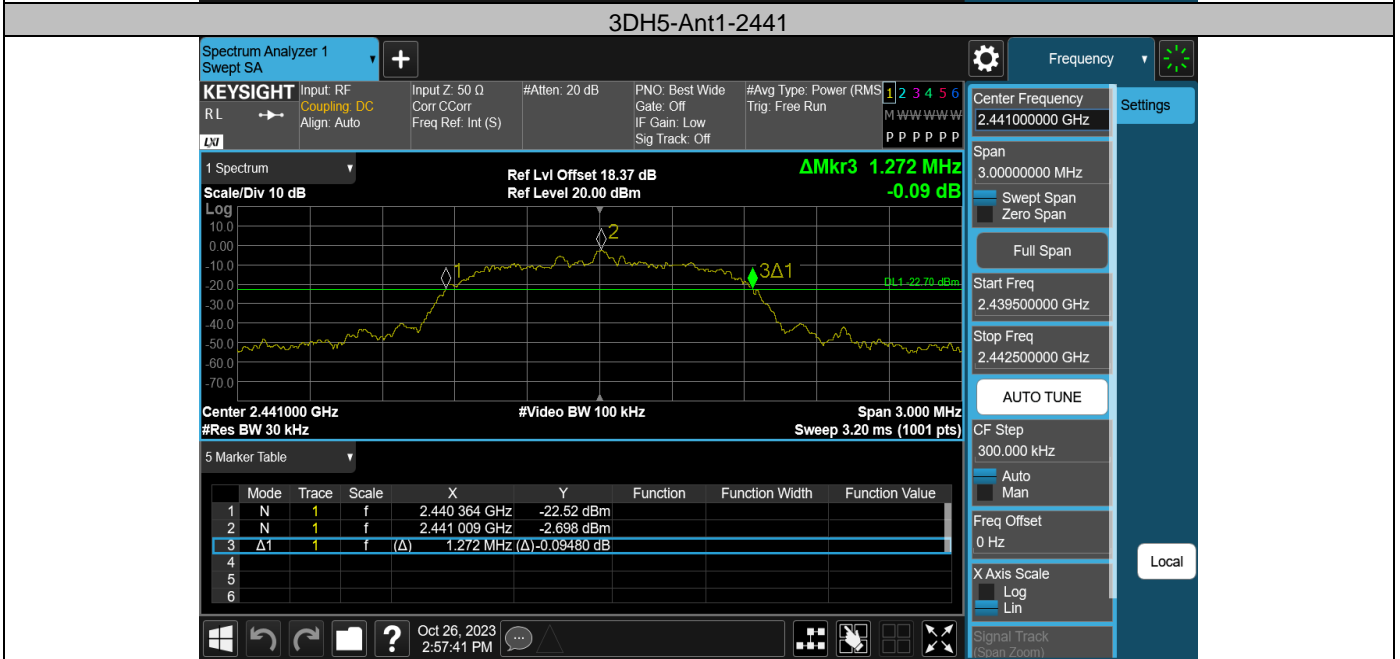 3DH5-Ant1-2441
Spectrum Analyzer 1
Swept SA
+
Frequency
KEYSIGHT
RL
LXI
Input: RF
Coupling: DC
Align: Auto
Input Z: 50 Ω
Corr CCorr
Freq Ref: Int (S)
#Atten: 20 dB
PNO: Best Wide
Gate: Off
IF Gain: Low
Sig Track: Off
#Avg Type: Power (RMS
Trig: Free Run
1 2 3 4 5 6
M W W W W W
P P P P P P
1 Spectrum
Scale/Div 10 dB
Ref Lvl Offset 18.37 dB
Ref Level 20.00 dBm
ΔMkr3 1.272 MHz
-0.09 dB
Log
10.0
0.00
-10.0
-20.0
-30.0
-40.0
-50.0
-60.0
-70.0
1
2
3Δ1
DL1 -22.70 dBm
Center 2.441000 GHz
#Video BW 100 kHz
Span 3.000 MHz
#Res BW 30 kHz
Sweep 3.20 ms (1001 pts)
5 Marker Table
Mode Trace Scale X Y Function Function Width Function Value
1 N 1 f 2.440 364 GHz -22.52 dBm
2 N 1 f 2.441 009 GHz -2.698 dBm
3 Δ1 1 f (Δ) 1.272 MHz (Δ) -0.09480 dB
4
5
6
?
Oct 26, 2023
2:57:41 PM
Center Frequency
2.441000000 GHz
Settings
Span
3.00000000 MHz
Swept Span
Zero Span
Full Span
Start Freq
2.439500000 GHz
Stop Freq
2.442500000 GHz
AUTO TUNE
CF Step
300.000 kHz
Auto
Man
Freq Offset
0 Hz
X Axis Scale
Log
Lin
Local
Signal Track
(Span Zoom)